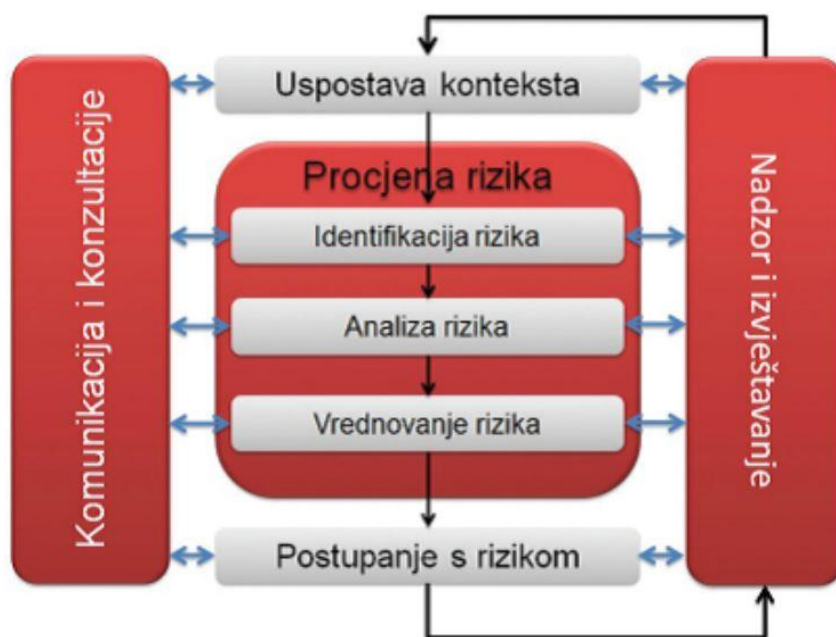 Uspostava konteksta
Komunikacija i konzultacije
Procjena rizika
Identifikacija rizika
Analiza rizika
Vrednovanje rizika
Postupanje s rizikom
Nadzor i izvještavanje